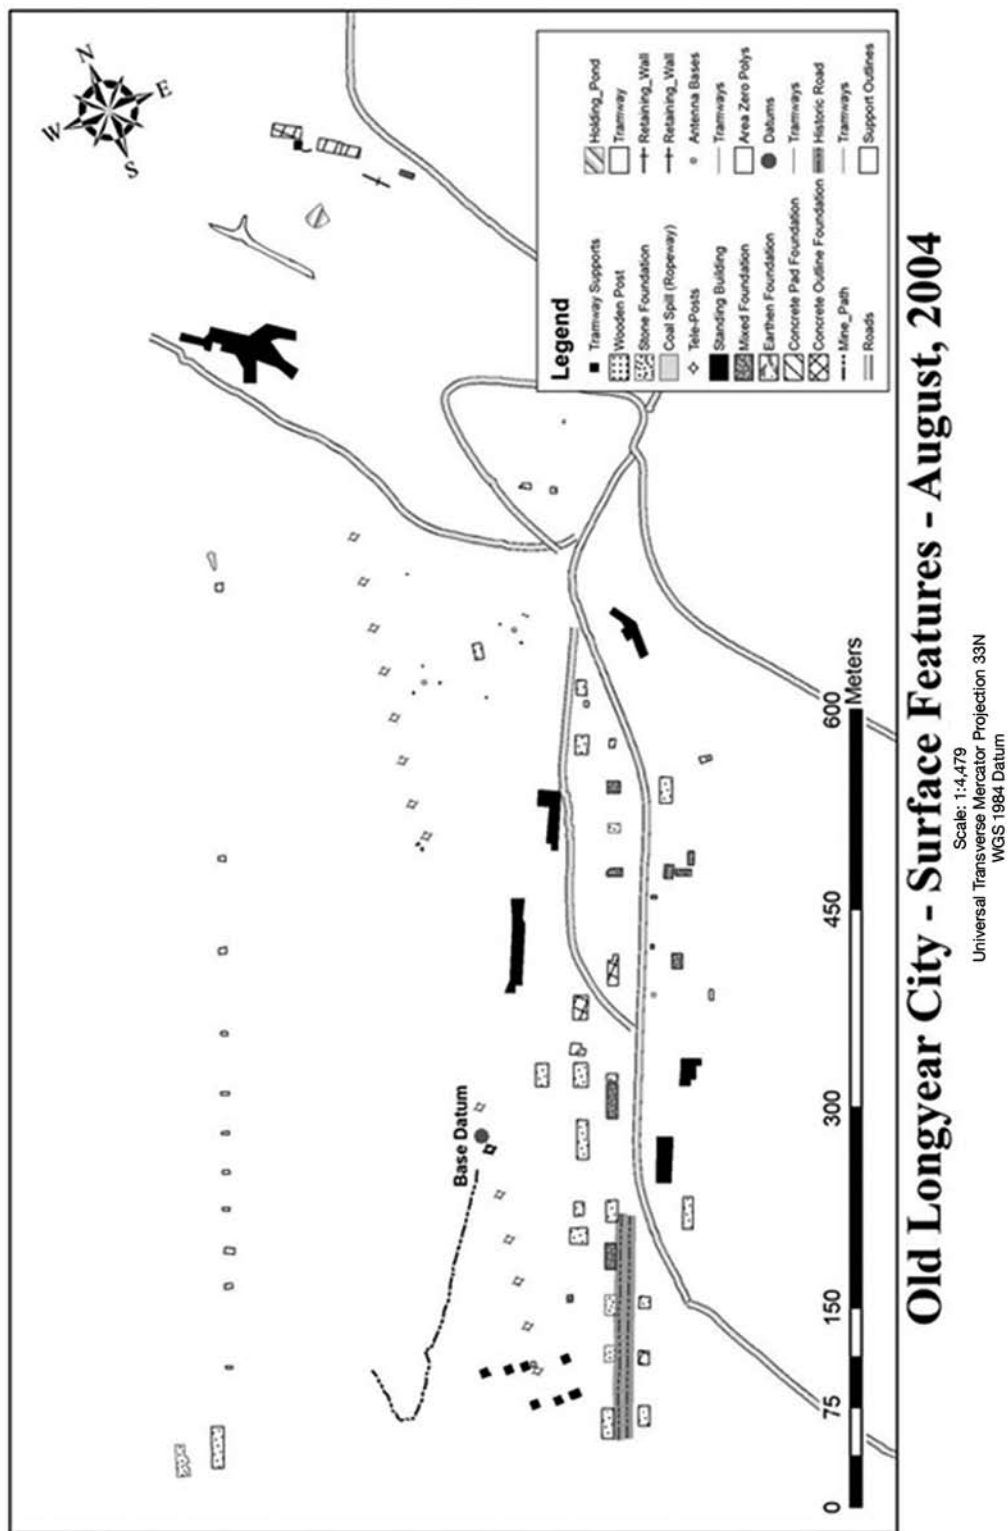 N
E
W
S
Legend
Tramway Supports
Wooden Post
Stone Foundation
Coal Spill (Ropeway)
Tele-Posts
Standing Building
Mixed Foundation
Earthen Foundation
Concrete Pad Foundation
Concrete Outline Foundation
Mine_Path
Roads
Holding_Pond
Tramway
Retaining_Wall
Retaining_Wall
Antenna Bases
Tramways
Area Zero Polys
Datums
Tramways
Historic Road
Tramways
Support Outlines
Base Datum
0 75 150 300 450 600
Meters
Old Longyear City - Surface Features - August, 2004
Scale: 1:4,479
Universal Transverse Mercator Projection 33N
WGS 1984 Datum